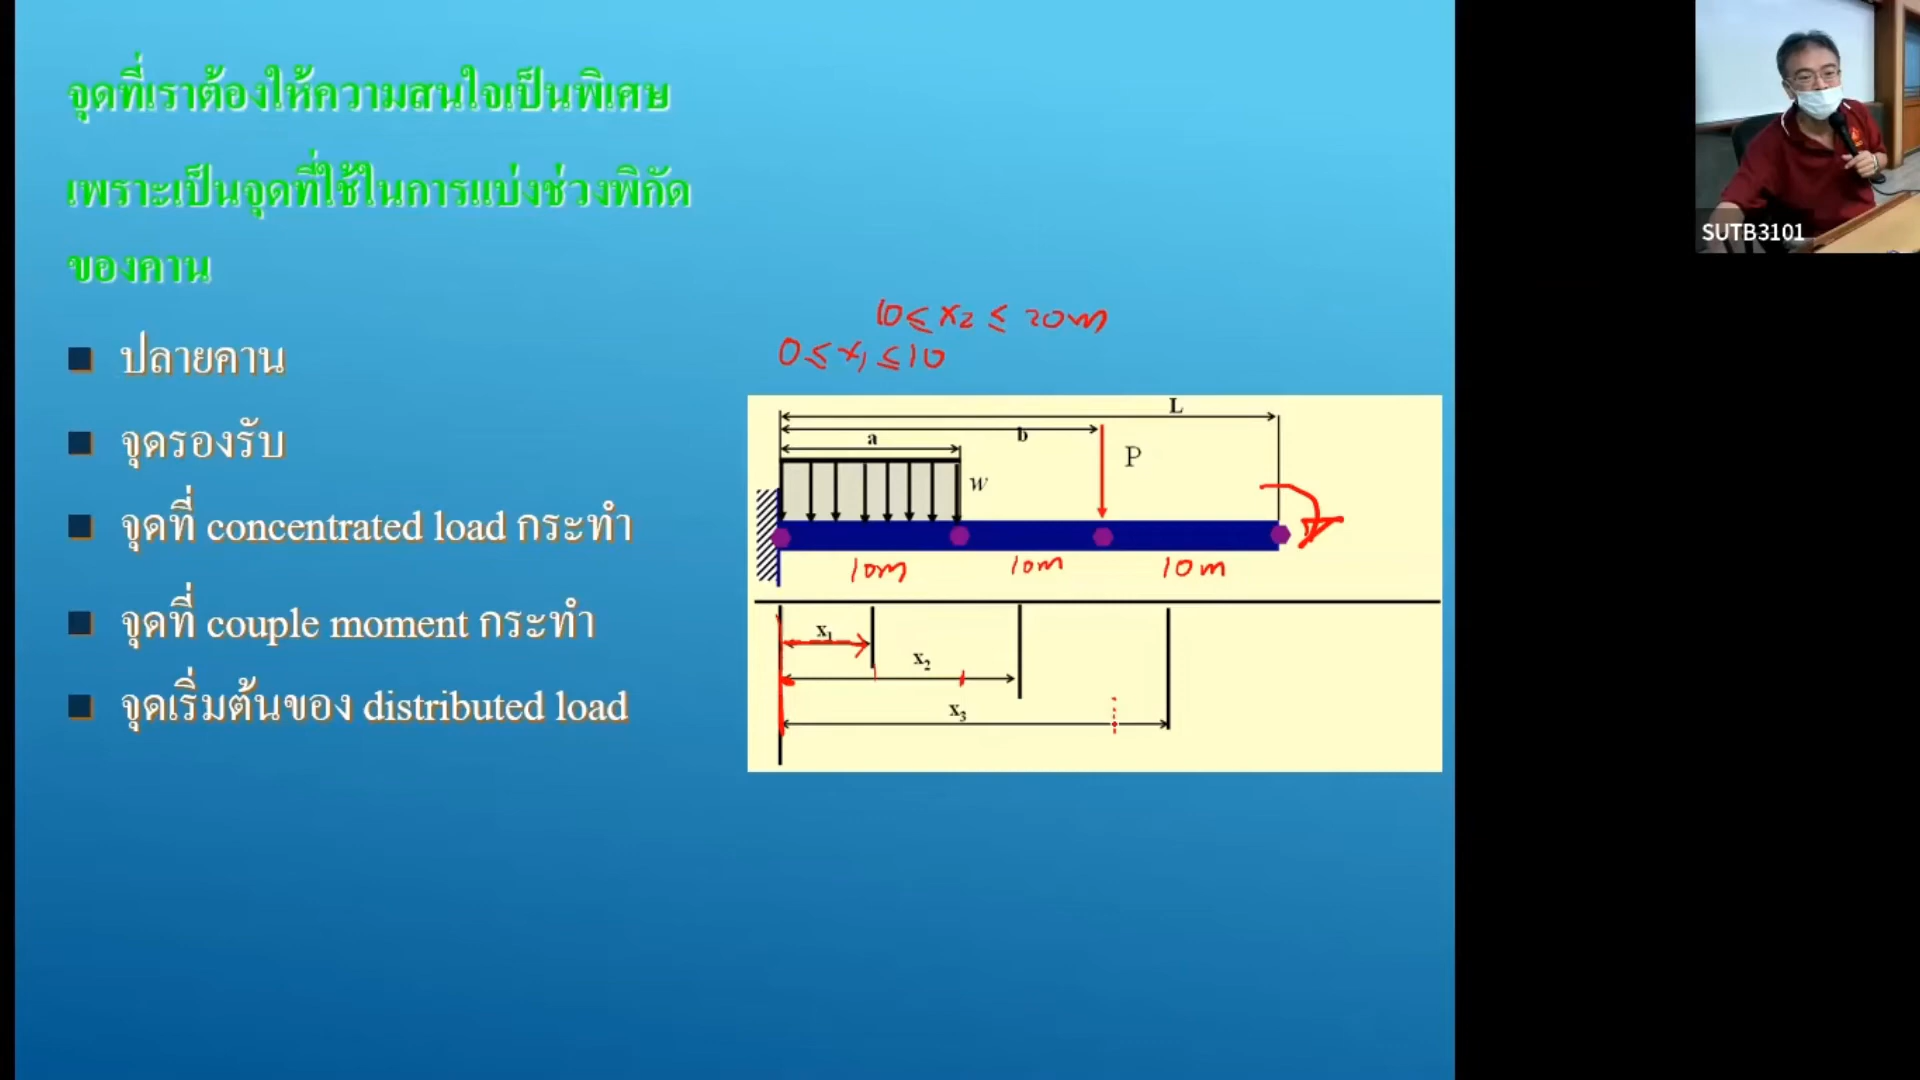 จุดที่เราต้องให้ความสนใจเป็นพิเศษ
เพราะเป็นจุดที่ใช้ในการแบ่งช่วงพิกัด
ของคาน
ปลายคาน
จุดรองรับ
จุดที่ concentrated load กระทำ
จุดที่ couple moment กระทำ
จุดเริ่มต้นของ distributed load
10 ≤ x2 ≤ 20m
0 ≤ x1 ≤ 10
L
b
a
P
w
10m 10m 10m
x1
x2
x3
SUTB3101